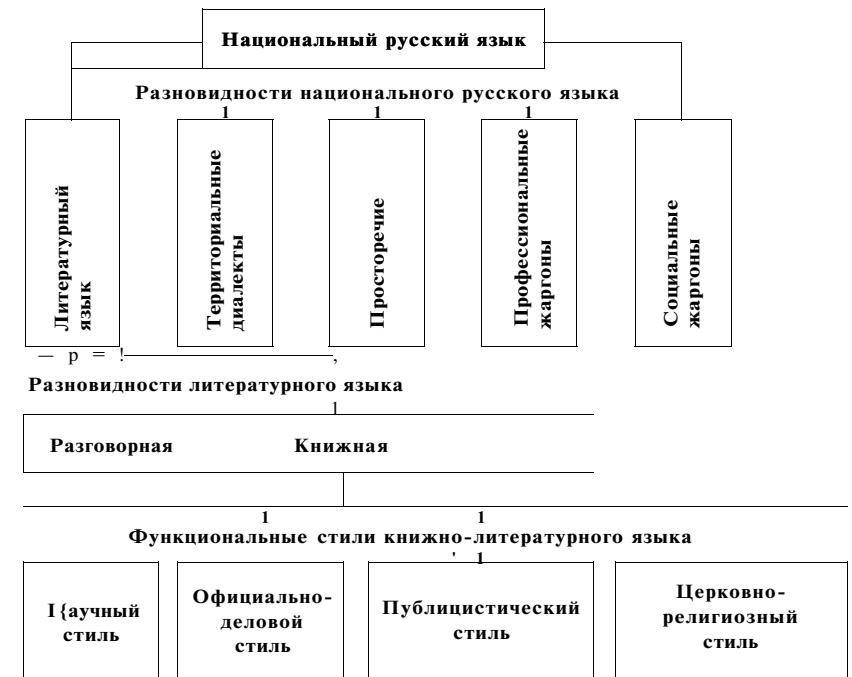 Национальный русский язык
Разновидности национального русского языка
1 1 1
Литературный
язык
Территориальные
диалекты
Просторечие
Профессиональные
жаргоны
Социальные
жаргоны
— р = !
,
Разновидности литературного языка
1
Разговорная Книжная
1 1
Функциональные стили книжно-литературного языка
' 1
I{аучный
стиль
Официально-
деловой
стиль
Публицистический
стиль
Церковно-
религиозный
стиль